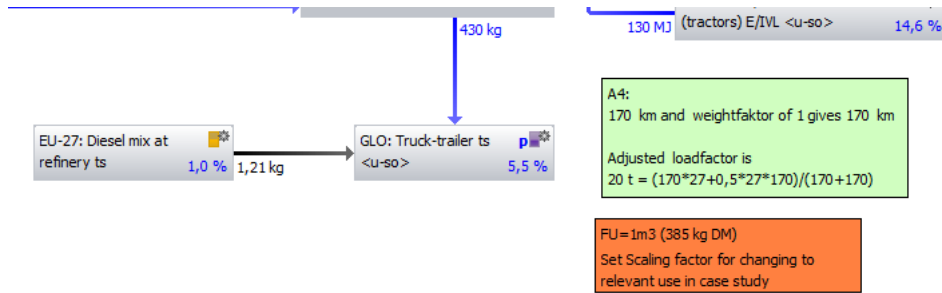 430 kg
130 MJ
(tractors) E/IVL <u-so>
14,6 %
EU-27: Diesel mix at
refinery ts
1,0 %
1,21 kg
GLO: Truck-trailer ts
p
<u-so>
5,5 %
A4:
170 km and weightfaktor of 1 gives 170 km
Adjusted loadfactor is
20 t = (170*27+0,5*27*170)/(170+170)
FU=1m3 (385 kg DM)
Set Scaling factor for changing to
relevant use in case study